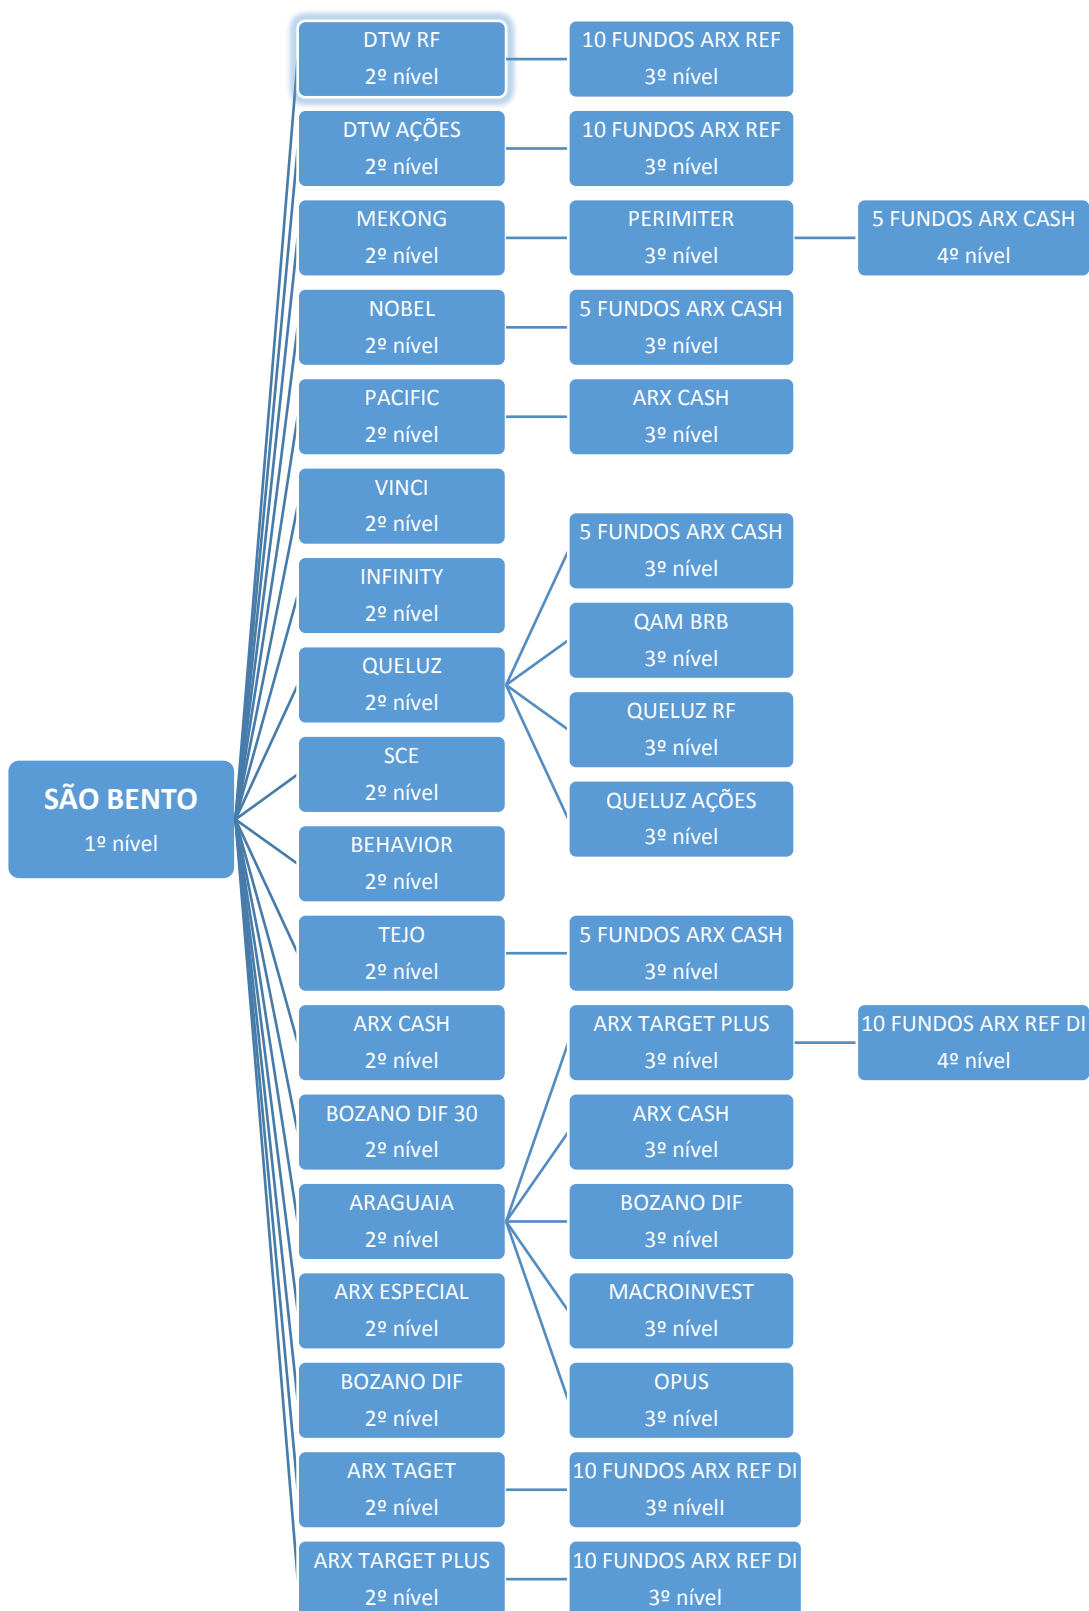 DTW RF
2º nível
10 FUNDOS ARX REF
3º nível
DTW AÇÕES
2º nível
10 FUNDOS ARX REF
3º nível
MEKONG
2º nível
PERIMITER
3º nível
5 FUNDOS ARX CASH
4º nível
NOBEL
2º nível
5 FUNDOS ARX CASH
3º nível
PACIFIC
2º nível
ARX CASH
3º nível
VINCI
2º nível
5 FUNDOS ARX CASH
3º nível
INFINITY
2º nível
QAM BRB
3º nível
QUELUZ
2º nível
QUELUZ RF
3º nível
SCE
2º nível
QUELUZ AÇÕES
3º nível
SÃO BENTO
1º nível
BEHAVIOR
2º nível
TEJO
2º nível
5 FUNDOS ARX CASH
3º nível
ARX CASH
2º nível
ARX TARGET PLUS
3º nível
10 FUNDOS ARX REF DI
4º nível
BOZANO DIF 30
2º nível
ARX CASH
3º nível
ARAGUAIA
2º nível
BOZANO DIF
3º nível
ARX ESPECIAL
2º nível
MACROINVEST
3º nível
BOZANO DIF
2º nível
OPUS
3º nível
ARX TAGET
2º nível
10 FUNDOS ARX REF DI
3º nívelI
ARX TARGET PLUS
2º nível
10 FUNDOS ARX REF DI
3º nível